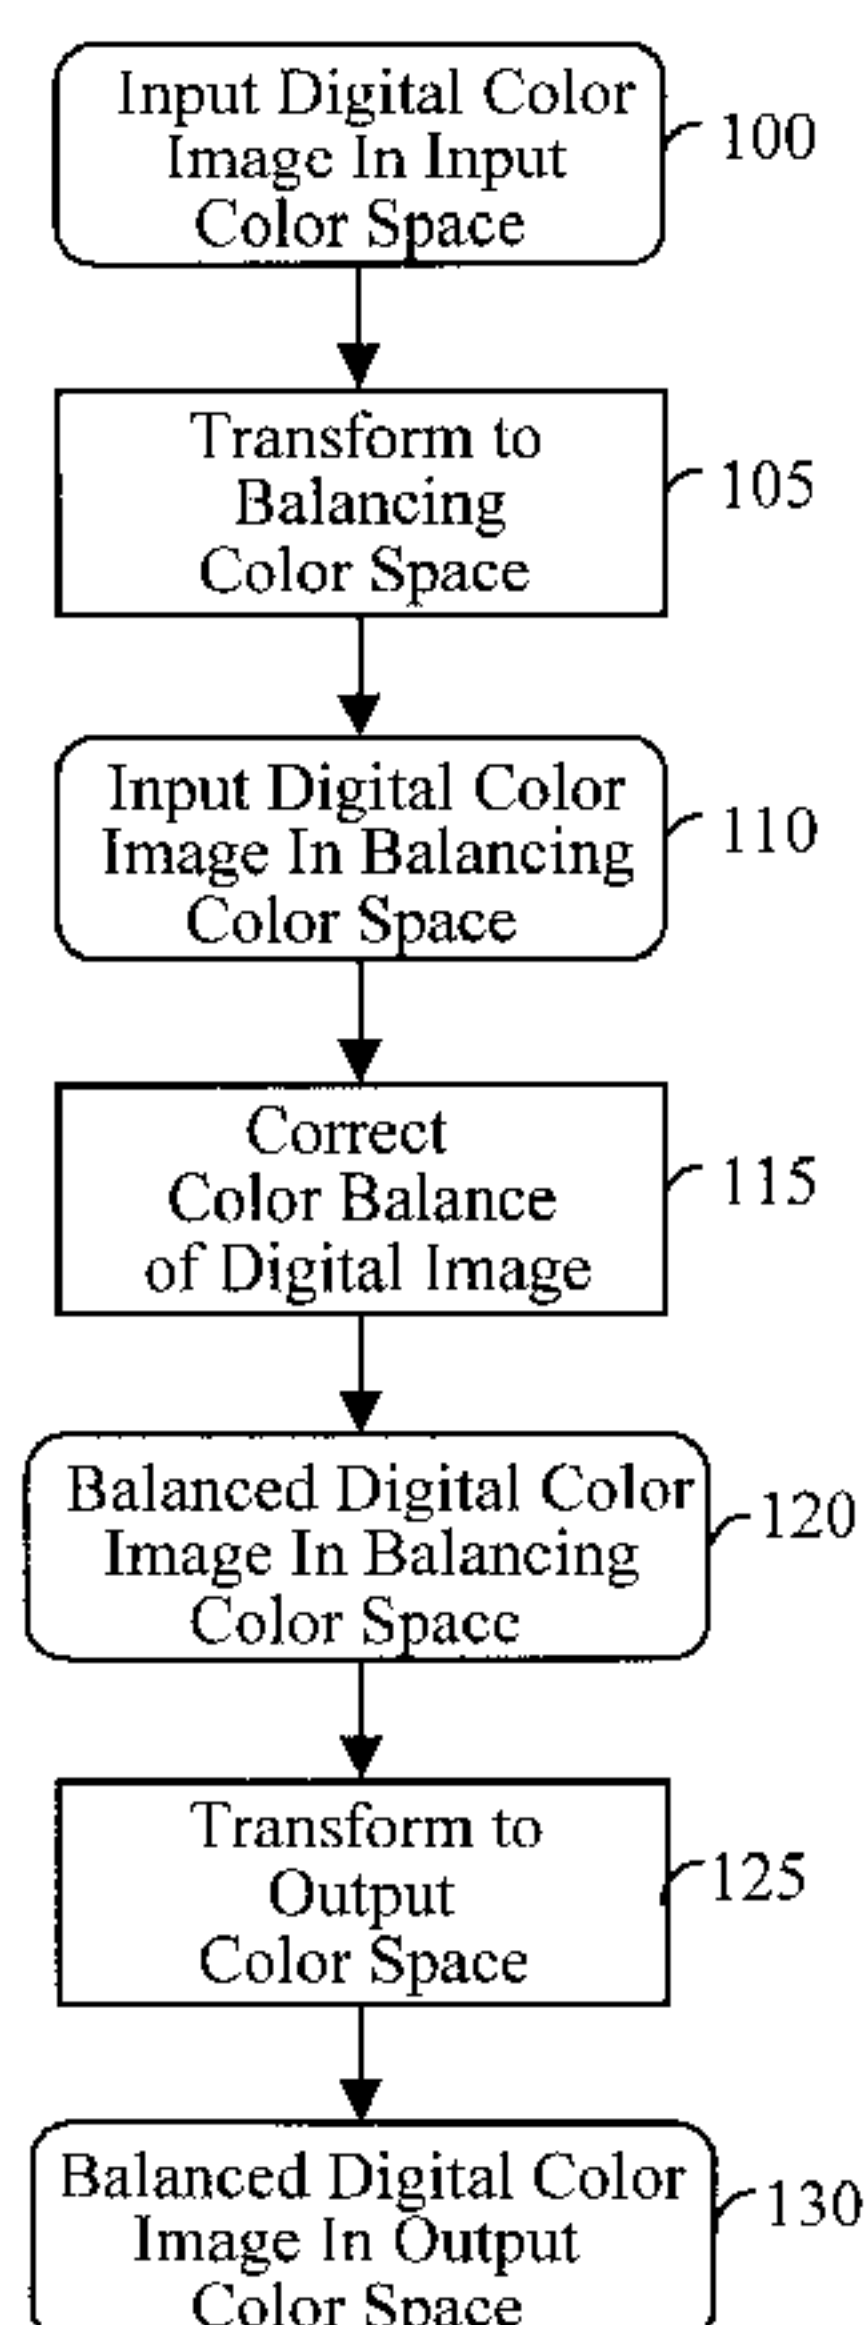 Input Digital Color
Image In Input
Color Space
100
Transform to
Balancing
Color Space
105
Input Digital Color
Image In Balancing
Color Space
110
Correct
Color Balance
of Digital Image
115
Balanced Digital Color
Image In Balancing
Color Space
120
Transform to
Output
Color Space
125
Balanced Digital Color
Image In Output
Color Space
130